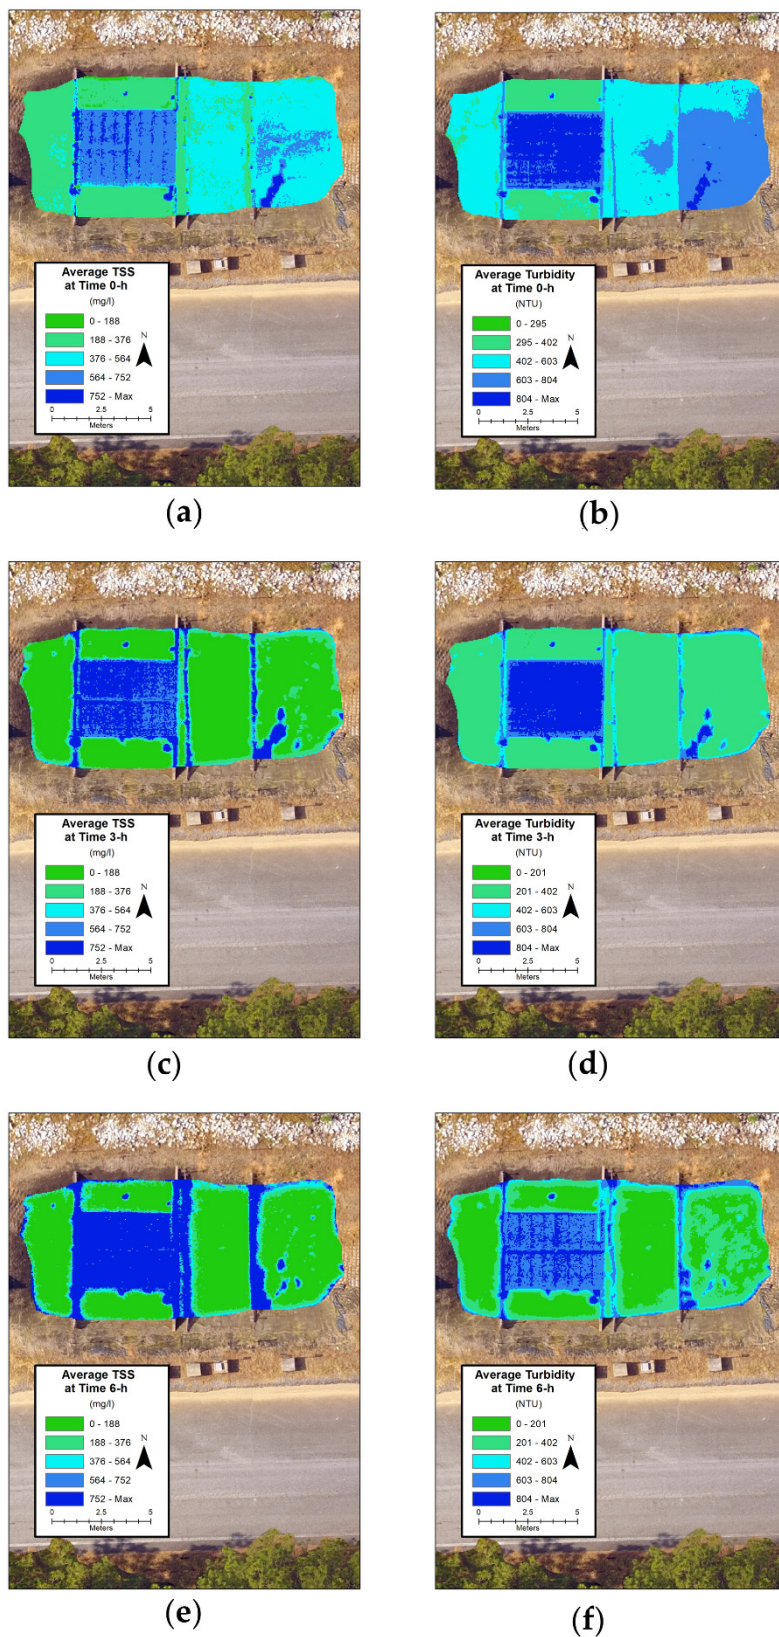 Average TSS
at Time 0-h
(mg/l)
0 - 188
188 - 376
376 - 564
564 - 752
752 - Max
N
0 2.5 5
Meters
(a)
Average Turbidity
at Time 0-h
(NTU)
0 - 295
295 - 402
402 - 603
603 - 804
804 - Max
N
0 2.5 5
Meters
(b)
Average TSS
at Time 3-h
(mg/l)
0 - 188
188 - 376
376 - 564
564 - 752
752 - Max
N
0 2.5 5
Meters
(c)
Average Turbidity
at Time 3-h
(NTU)
0 - 201
201 - 402
402 - 603
603 - 804
804 - Max
N
0 2.5 5
Meters
(d)
Average TSS
at Time 6-h
(mg/l)
0 - 188
188 - 376
376 - 564
564 - 752
752 - Max
N
0 2.5 5
Meters
(e)
Average Turbidity
at Time 6-h
(NTU)
0 - 201
201 - 402
402 - 603
603 - 804
804 - Max
N
0 2.5 5
Meters
(f)